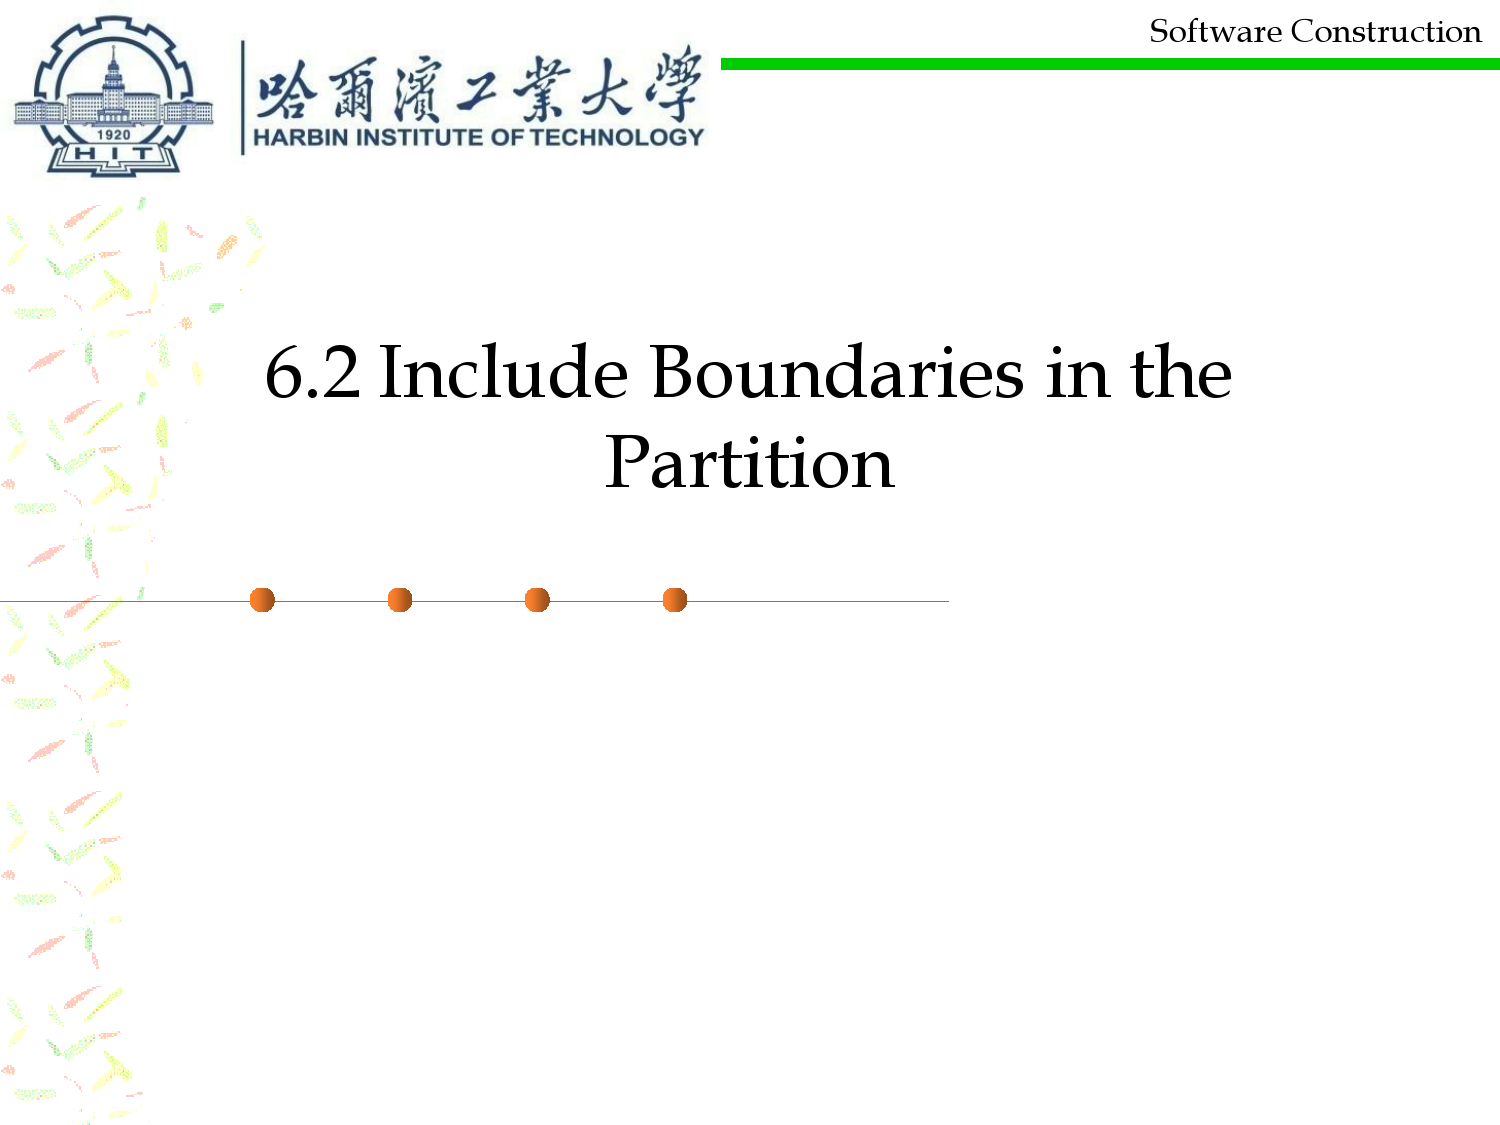 Software Construction
哈爾濱工業大學
HARBIN INSTITUTE OF TECHNOLOGY
1920
HIT
6.2 Include Boundaries in the
Partition